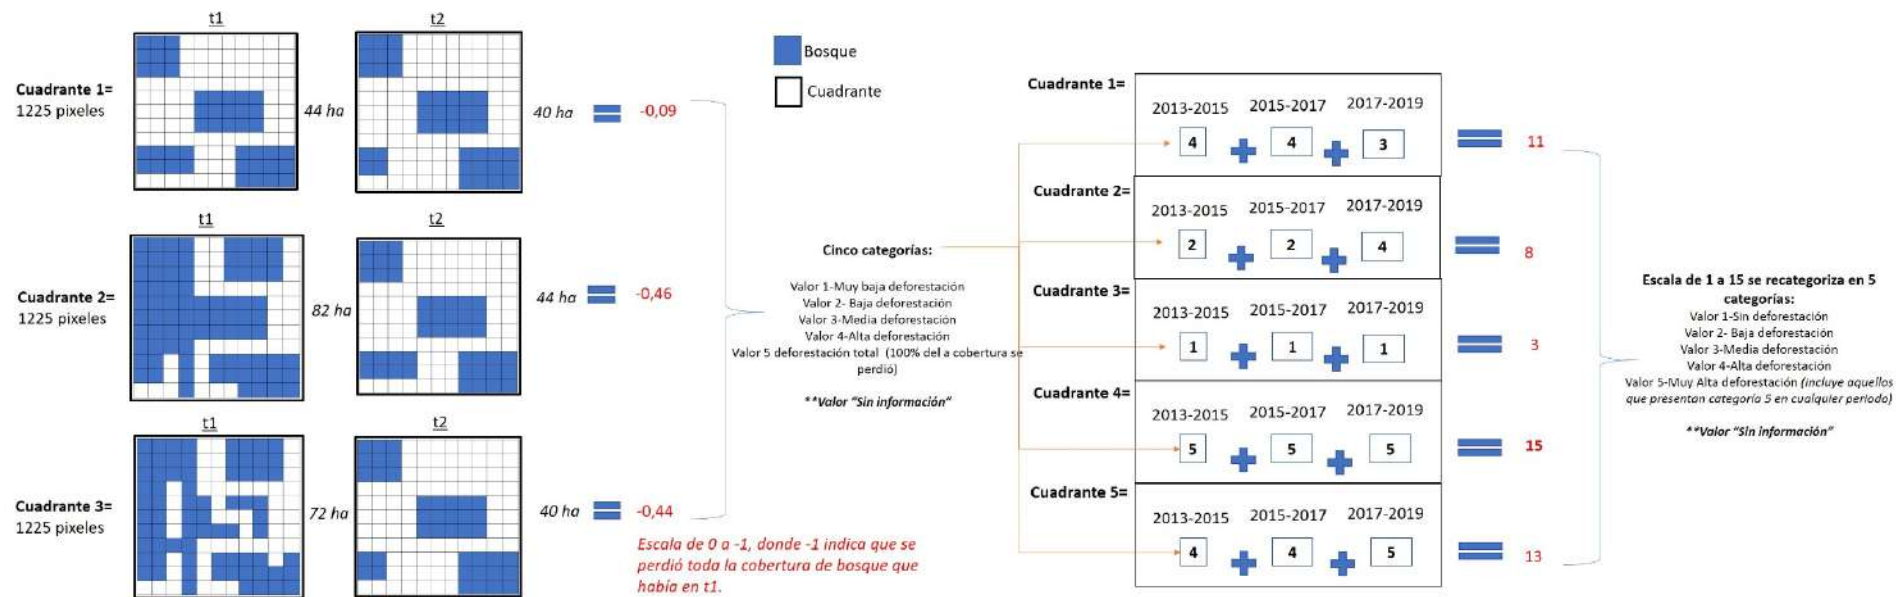 t1
t2
Cuadrante 1=
1225 pixeles
44 ha
40 ha
-0,09
t1
t2
Cuadrante 2=
1225 pixeles
82 ha
44 ha
-0,46
t1
t2
Cuadrante 3=
1225 pixeles
72 ha
40 ha
-0,44
Escala de 0 a -1, donde -1 indica que se
perdió toda la cobertura de bosque que
había en t1.
Bosque
Cuadrante
Cinco categorías:
Valor 1-Muy baja deforestación
Valor 2- Baja deforestación
Valor 3-Media deforestación
Valor 4-Alta deforestación
Valor 5 deforestación total (100% del a cobertura se
perdió)
**Valor "Sin información"
Cuadrante 1=
2013-2015 2015-2017 2017-2019
4 4 3
11
Cuadrante 2=
2013-2015 2015-2017 2017-2019
2 2 4
8
Cuadrante 3=
2013-2015 2015-2017 2017-2019
1 1 1
3
Cuadrante 4=
2013-2015 2015-2017 2017-2019
5 5 5
15
Cuadrante 5=
2013-2015 2015-2017 2017-2019
4 4 5
13
Escala de 1 a 15 se recategoriza en 5
categorías:
Valor 1-Sin deforestación
Valor 2- Baja deforestación
Valor 3-Media deforestación
Valor 4-Alta deforestación
Valor 5-Muy Alta deforestación (incluye aquellos
que presentan categoría 5 en cualquier periodo)
**Valor "Sin información"